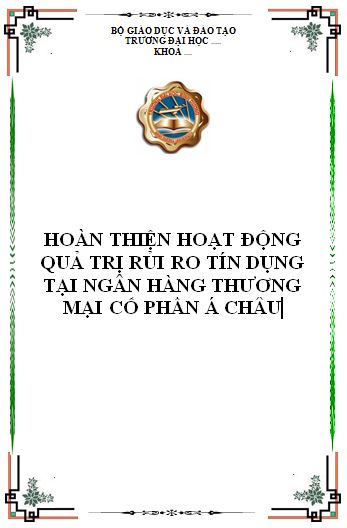 BỘ GIÁO DỤC VÀ ĐÀO TẠO
TRƯỜNG ĐẠI HỌC .....
KHOA ....
HOÀN THIỆN HOẠT ĐỘNG
QUẢ TRỊ RỦI RO TÍN DỤNG
TẠI NGÂN HÀNG THƯƠNG
MẠI CỔ PHẦN Á CHÂU